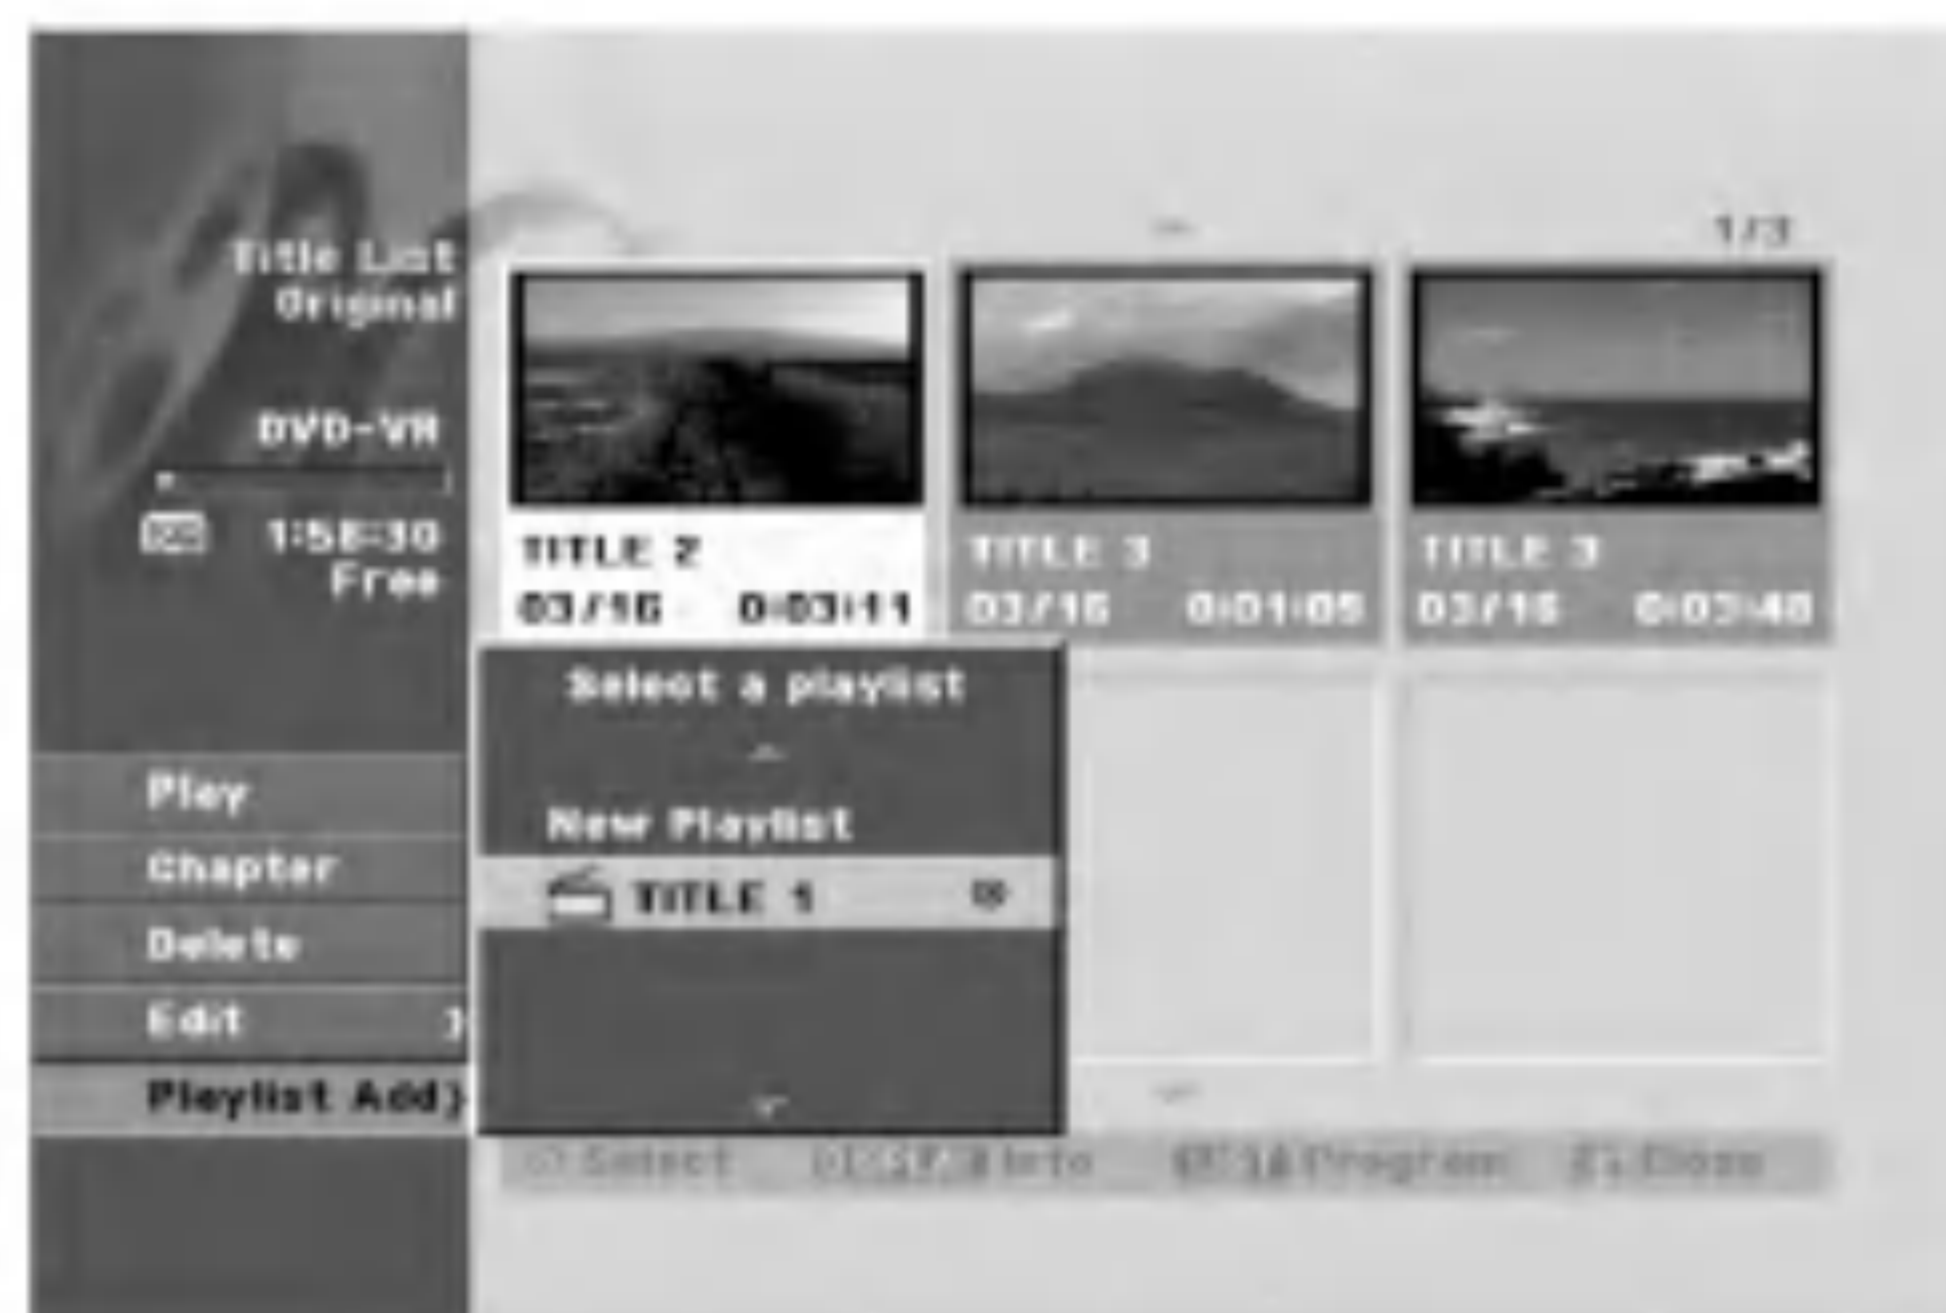 Title List
Original
1/3
DVD-VR
1:58:30
Free
TITLE 2
03/16 0:03:11
TITLE 3
03/16 0:01:05
TITLE 3
03/16 0:03:48
Select a playlist
New Playlist
TITLE 1
Play
Chapter
Delete
Edit
Playlist Add
Select Info Program Close